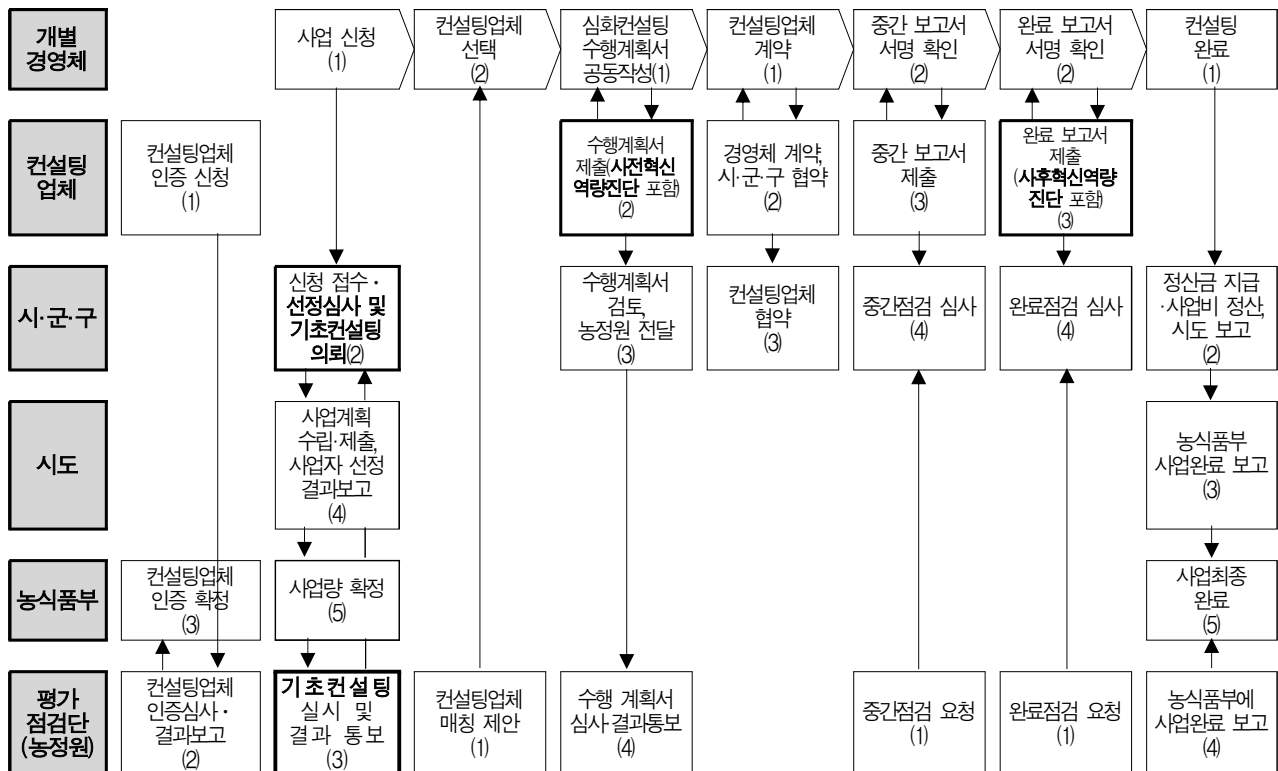 개별
경영체
사업 신청
(1)
컨설팅업체
선택
(2)
심화컨설팅
수행계획서
공동작성(1)
컨설팅업체
계약
(1)
중간 보고서
서명 확인
(2)
완료 보고서
서명 확인
(2)
컨설팅
완료
(1)
컨설팅
업체
컨설팅업체
인증 신청
(1)
수행계획서
제출(사전혁신
역량진단 포함)
(2)
경영체 계약,
시·군·구 협약
(2)
중간 보고서
제출
(3)
완료 보고서
제출
(사후혁신역량
진단 포함)
(3)
시·군·구
신청 접수·
선정심사 및
기초컨설팅
의뢰(2)
수행계획서
검토,
농정원 전달
(3)
컨설팅업체
협약
(3)
중간점검 심사
(4)
완료점검 심사
(4)
정산금 지급
·사업비 정산,
시도 보고
(2)
시도
사업계획
수립·제출,
사업자 선정
결과보고
(4)
농식품부
사업완료 보고
(3)
농식품부
컨설팅업체
인증 확정
(3)
사업량 확정
(5)
사업최종
완료
(5)
평가
점검단
(농정원)
컨설팅업체
인증심사·
결과보고
(2)
기초컨설팅
실시 및
결과 통보
(3)
컨설팅업체
매칭 제안
(1)
수행 계획서
심사·결과통보
(4)
중간점검 요청
(1)
완료점검 요청
(1)
농식품부에
사업완료 보고
(4)